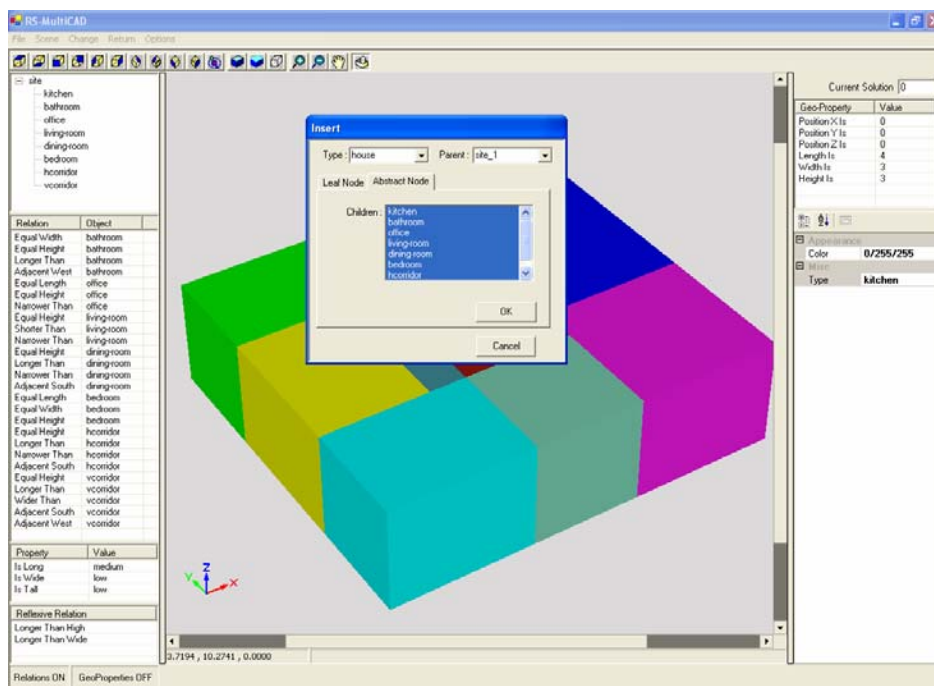 RS-MultiCAD
File Scene Change Return Options
site
kitchen
bathroom
office
living-room
dining-room
bedroom
hcorridor
vcorridor
Relation Object
Equal Width bathroom
Equal Height bathroom
Longer Than bathroom
Adjacent West bathroom
Equal Length office
Equal Height office
Narrower Than office
Equal Height living-room
Shorter Than living-room
Narrower Than living-room
Equal Height dining-room
Longer Than dining-room
Narrower Than dining-room
Adjacent South dining-room
Equal Length bedroom
Equal Width bedroom
Equal Height bedroom
Equal Height hcorridor
Longer Than hcorridor
Narrower Than hcorridor
Adjacent South hcorridor
Equal Height vcorridor
Longer Than vcorridor
Wider Than vcorridor
Adjacent South vcorridor
Adjacent West vcorridor
Property Value
Is Long medium
Is Wide low
Is Tall low
Reflexive Relation
Longer Than High
Longer Than Wide
Relations ON GeoProperties OFF
Insert
Type : house Parent : site_1
Leaf Node Abstract Node
Children : kitchen
bathroom
office
living-room
dining-room
bedroom
hcorridor
OK
Cancel
Z
Y X
3.7194 , 10.2741 , 0.0000
Current Solution 0
Geo-Property Value
Position X Is 0
Position Y Is 0
Position Z Is 0
Length Is 4
Width Is 3
Height Is 3
Appearance
Color 0/255/255
Misc
Type kitchen